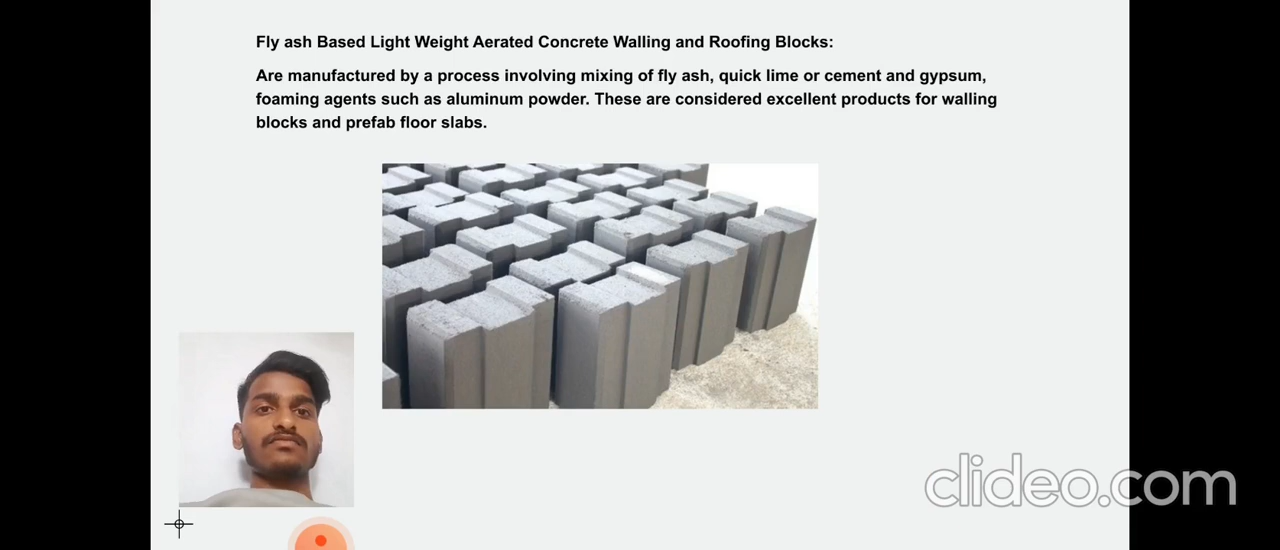 Fly ash Based Light Weight Aerated Concrete Walling and Roofing Blocks:
Are manufactured by a process involving mixing of fly ash, quick lime or cement and gypsum,
foaming agents such as aluminum powder. These are considered excellent products for walling
blocks and prefab floor slabs.
clideo.com